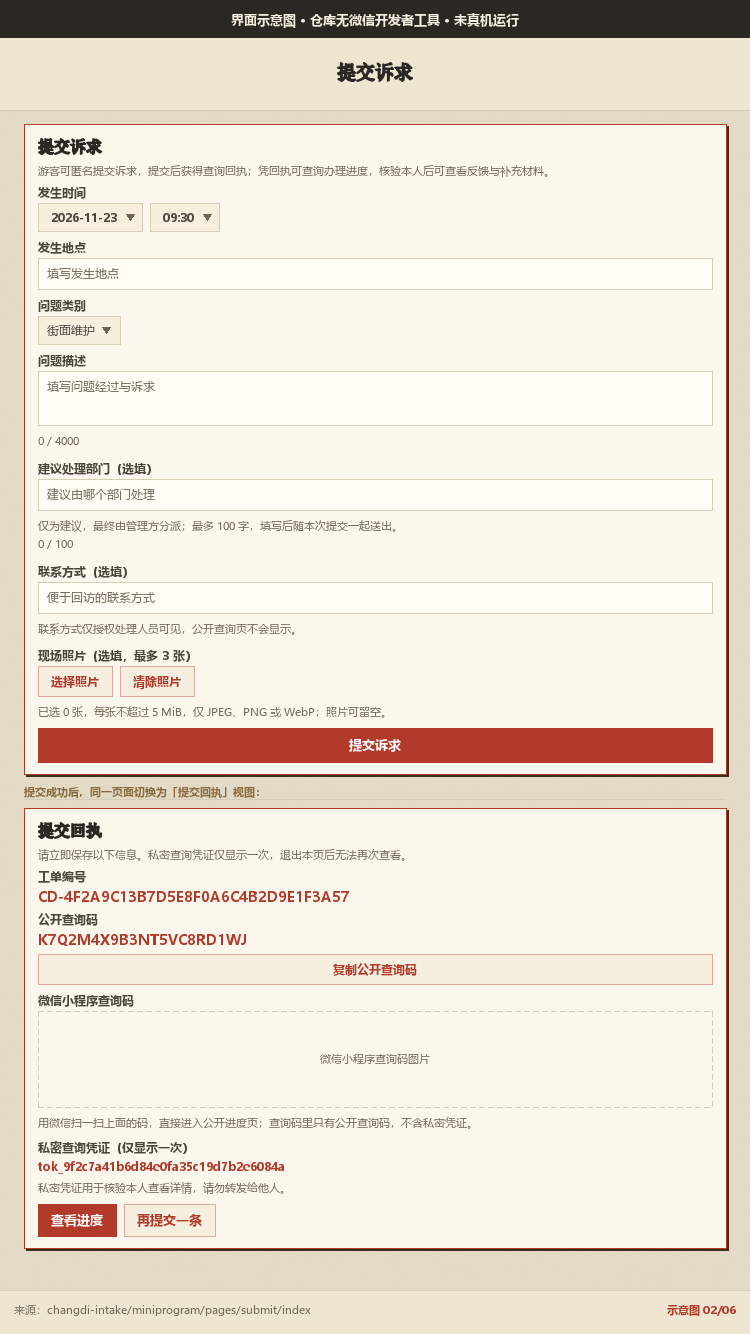 界面示意图 • 仓库无微信开发者工具 • 未真机运行
提交诉求
提交诉求
游客可匿名提交诉求，提交后获得查询回执；凭回执可查询办理进度，核验本人后可查看反馈与补充材料。
发生时间
2026-11-23 ▼ 09:30 ▼
发生地点
填写发生地点
问题类别
街面维护 ▼
问题描述
填写问题经过与诉求
0 / 4000
建议处理部门（选填）
建议由哪个部门处理
仅为建议，最终由管理方分派；最多 100 字，填写后随本次提交一起送出。
0 / 100
联系方式（选填）
便于回访的联系方式
联系方式仅授权处理人员可见，公开查询页不会显示。
现场照片（选填，最多 3 张）
选择照片 清除照片
已选 0 张，每张不超过 5 MiB，仅 JPEG、PNG 或 WebP；照片可留空。
提交诉求
提交成功后，同一页面切换为「提交回执」视图：
提交回执
请立即保存以下信息。私密查询凭证仅显示一次，退出本页后无法再次查看。
工单编号
CD-4F2A9C13B7D5E8F0A6C4B2D9E1F3A57
公开查询码
K7Q2M4X9B3NT5VC8RD1WJ
复制公开查询码
微信小程序查询码
微信小程序查询码图片
用微信扫一扫上面的码，直接进入公开进度页；查询码里只有公开查询码，不含私密凭证。
私密查询凭证（仅显示一次）
tok_9f2c7a41b6d84e0fa35c19d7b2e6084a
私密凭证用于核验本人查看详情，请勿转发给他人。
查看进度 再提交一条
来源：changdi-intake/miniprogram/pages/submit/index
示意图 02/06